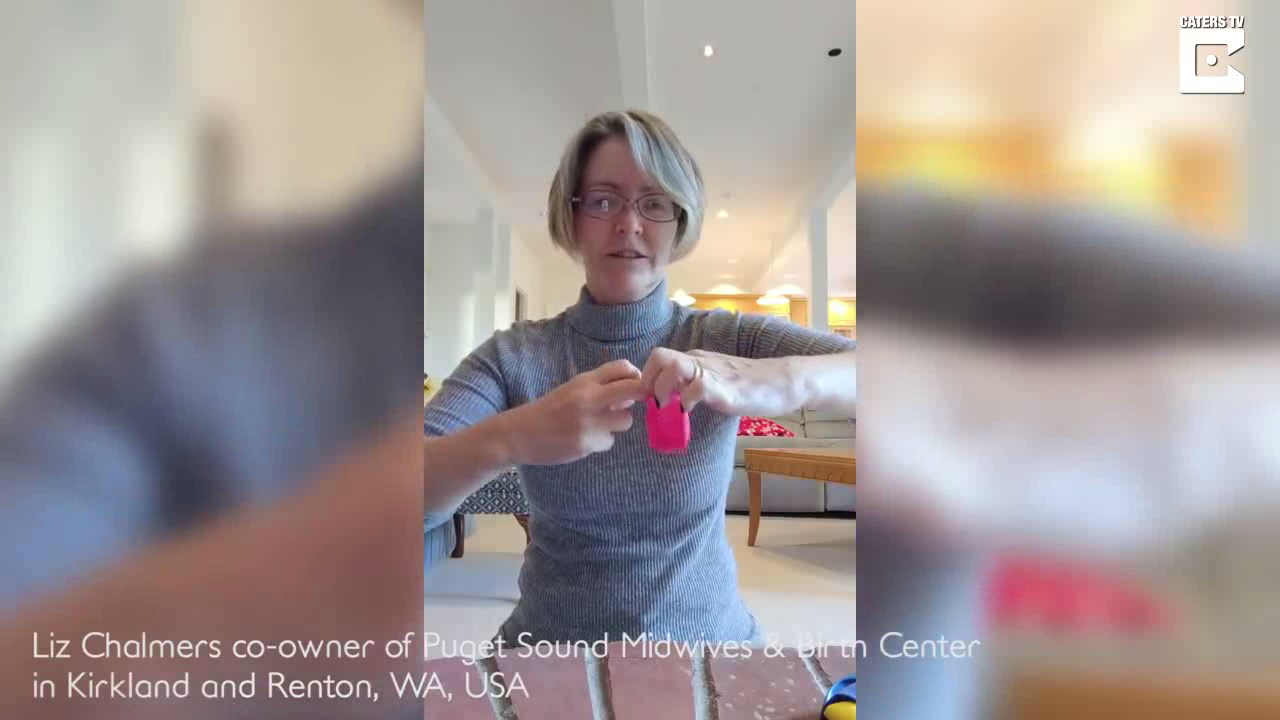 CATERS TV
Liz Chalmers co-owner of Puget Sound Midwives & Birth Center
in Kirkland and Renton, WA, USA